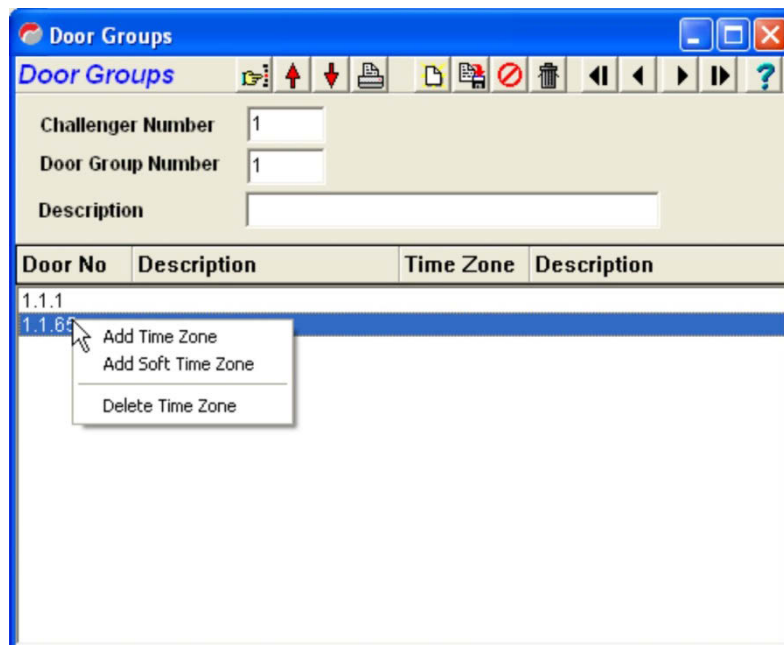 Door Groups
Door Groups ?
Challenger Number 1
Door Group Number 1
Description
Door No Description Time Zone Description
1.1.1
Add Time Zone
Add Soft Time Zone
Delete Time Zone